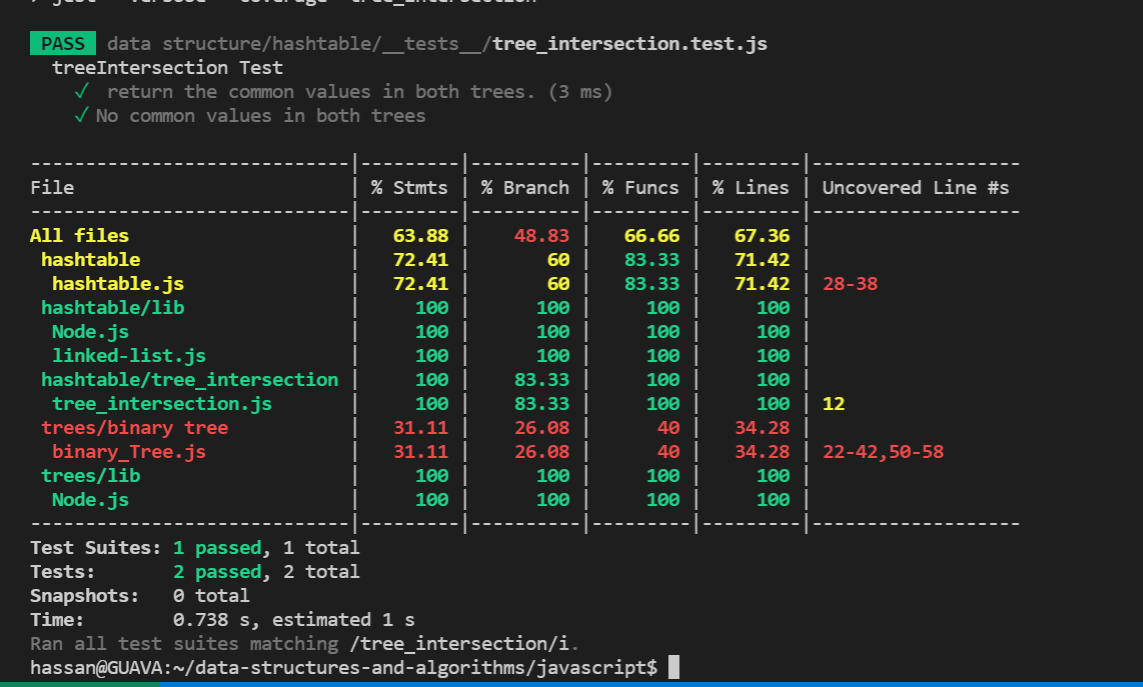 > jest --verbose --coverage "tree_intersection"
PASS data structure/hashtable/__tests__/tree_intersection.test.js
treeIntersection Test
✓ return the common values in both trees. (3 ms)
✓ No common values in both trees
-----------------------------|---------|----------|---------|---------|-------------------
File | % Stmts | % Branch | % Funcs | % Lines | Uncovered Line #s
-----------------------------|---------|----------|---------|---------|-------------------
All files | 63.88 | 48.83 | 66.66 | 67.36 |
hashtable | 72.41 | 60 | 83.33 | 71.42 |
hashtable.js | 72.41 | 60 | 83.33 | 71.42 | 28-38
hashtable/lib | 100 | 100 | 100 | 100 |
Node.js | 100 | 100 | 100 | 100 |
linked-list.js | 100 | 100 | 100 | 100 |
hashtable/tree_intersection | 100 | 83.33 | 100 | 100 |
tree_intersection.js | 100 | 83.33 | 100 | 100 | 12
trees/binary tree | 31.11 | 26.08 | 40 | 34.28 |
binary_Tree.js | 31.11 | 26.08 | 40 | 34.28 | 22-42,50-58
trees/lib | 100 | 100 | 100 | 100 |
Node.js | 100 | 100 | 100 | 100 |
-----------------------------|---------|----------|---------|---------|-------------------
Test Suites: 1 passed, 1 total
Tests: 2 passed, 2 total
Snapshots: 0 total
Time: 0.738 s, estimated 1 s
Ran all test suites matching /tree_intersection/i.
hassan@GUAVA:~/data-structures-and-algorithms/javascript$